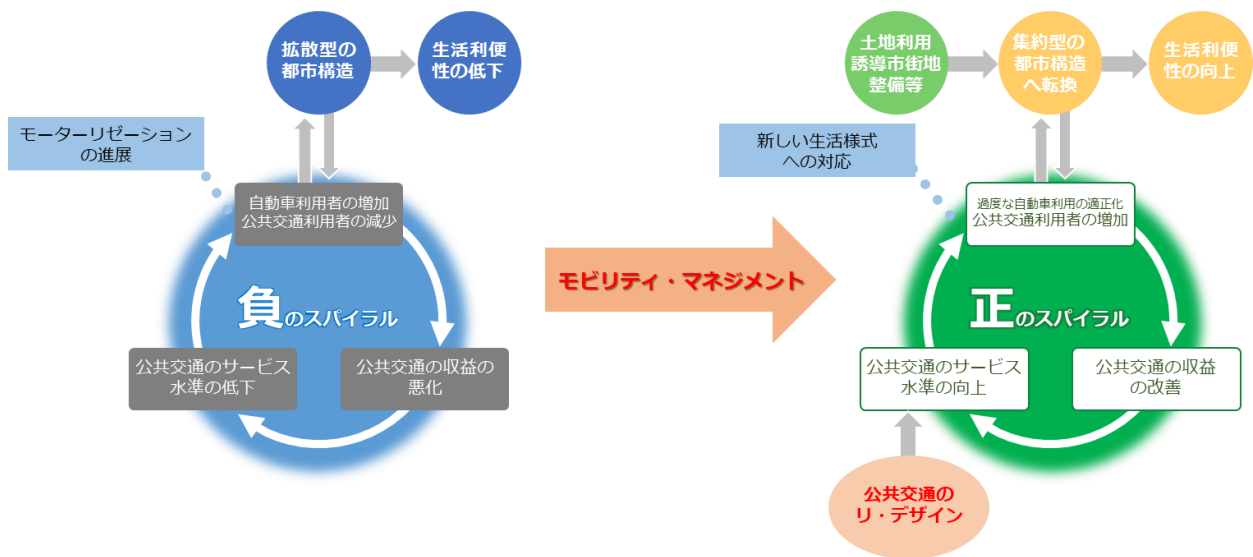 拡散型の
都市構造
生活利便
性の低下
モーターリゼーション
の進展
自動車利用者の増加
公共交通利用者の減少
負のスパイラル
公共交通のサービス
水準の低下
公共交通の収益の
悪化
モビリティ・マネジメント
土地利用
誘導市街地
整備等
集約型の
都市構造
へ転換
生活利便
性の向上
新しい生活様式
への対応
過度な自動車利用の適正化
公共交通利用者の増加
正のスパイラル
公共交通のサービス
水準の向上
公共交通の収益
の改善
公共交通の
リ・デザイン